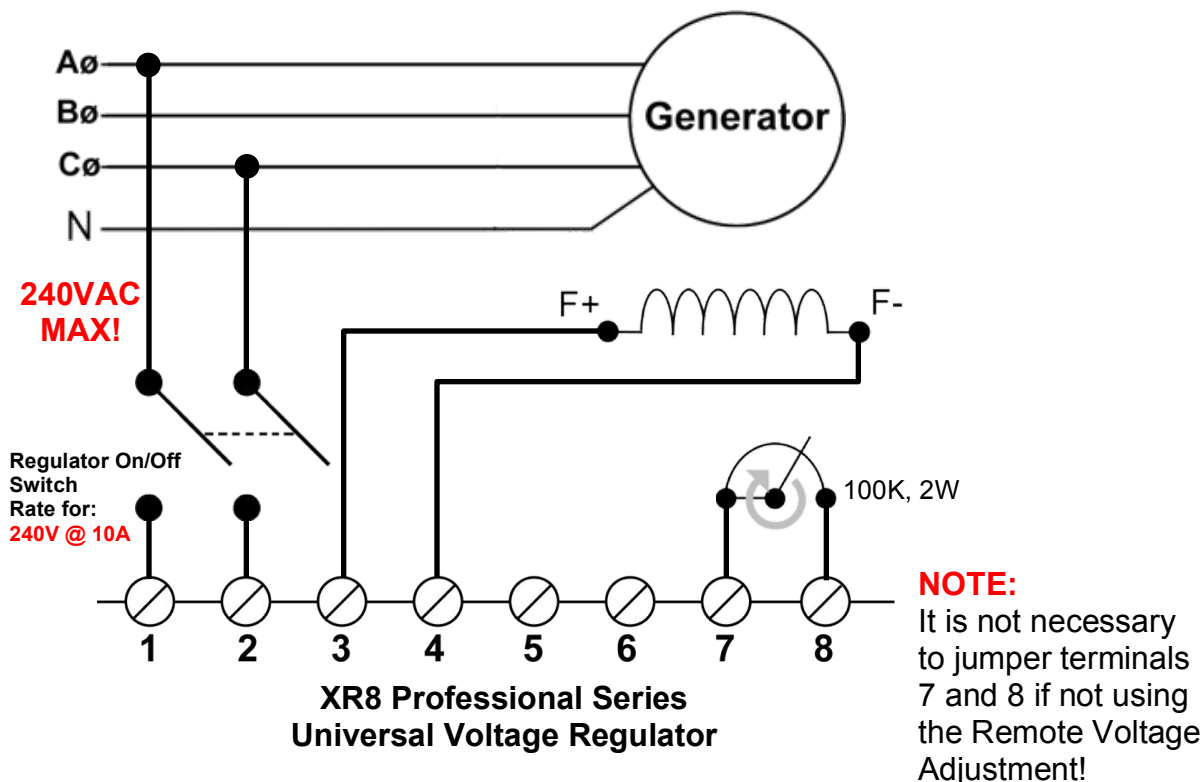 Aø
Bø
Cø
N
Generator
240VAC
MAX!
F+
F-
Regulator On/Off
Switch
Rate for:
240V @ 10A
100K, 2W
1 2 3 4 5 6 7 8
XR8 Professional Series
Universal Voltage Regulator
NOTE:
It is not necessary
to jumper terminals
7 and 8 if not using
the Remote Voltage
Adjustment!